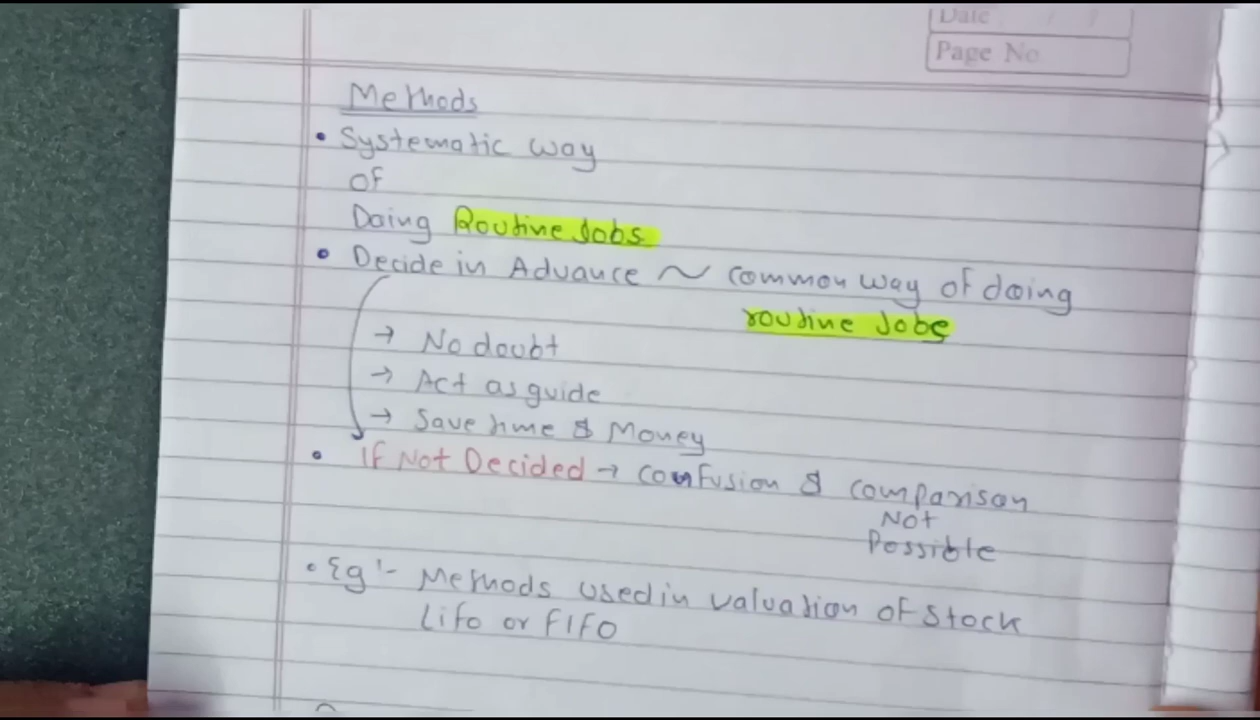 Date / /
Page No
Methods
• Systematic way
of
Doing Routine Jobs
• Decide in Advance ~ Common way of doing
routine Jobs
→ No doubt
→ Act as guide
→ Save time & Money
• If Not Decided → Confusion & comparison
Not
Possible
• Eg:- Methods used in valuation of Stock
Lifo or FIFO